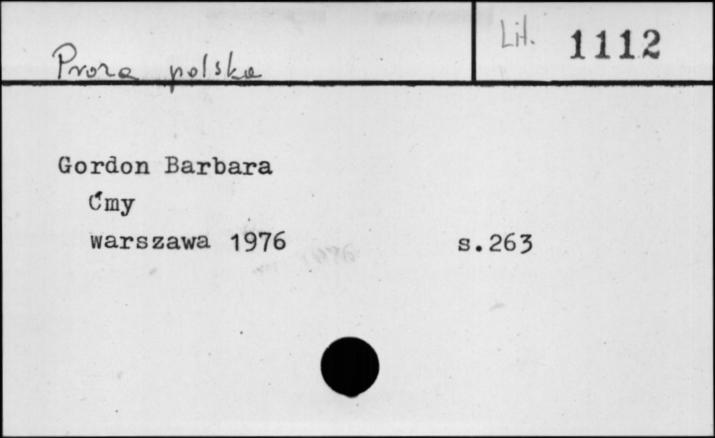 Proza polska
Lit. 1112
Gordon Barbara
Ćmy
Warszawa 1976 s.263